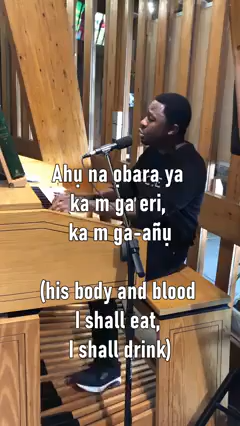 Ahụ na obara ya
ka m ga eri,
ka m ga-añụ
(his body and blood
I shall eat,
I shall drink)